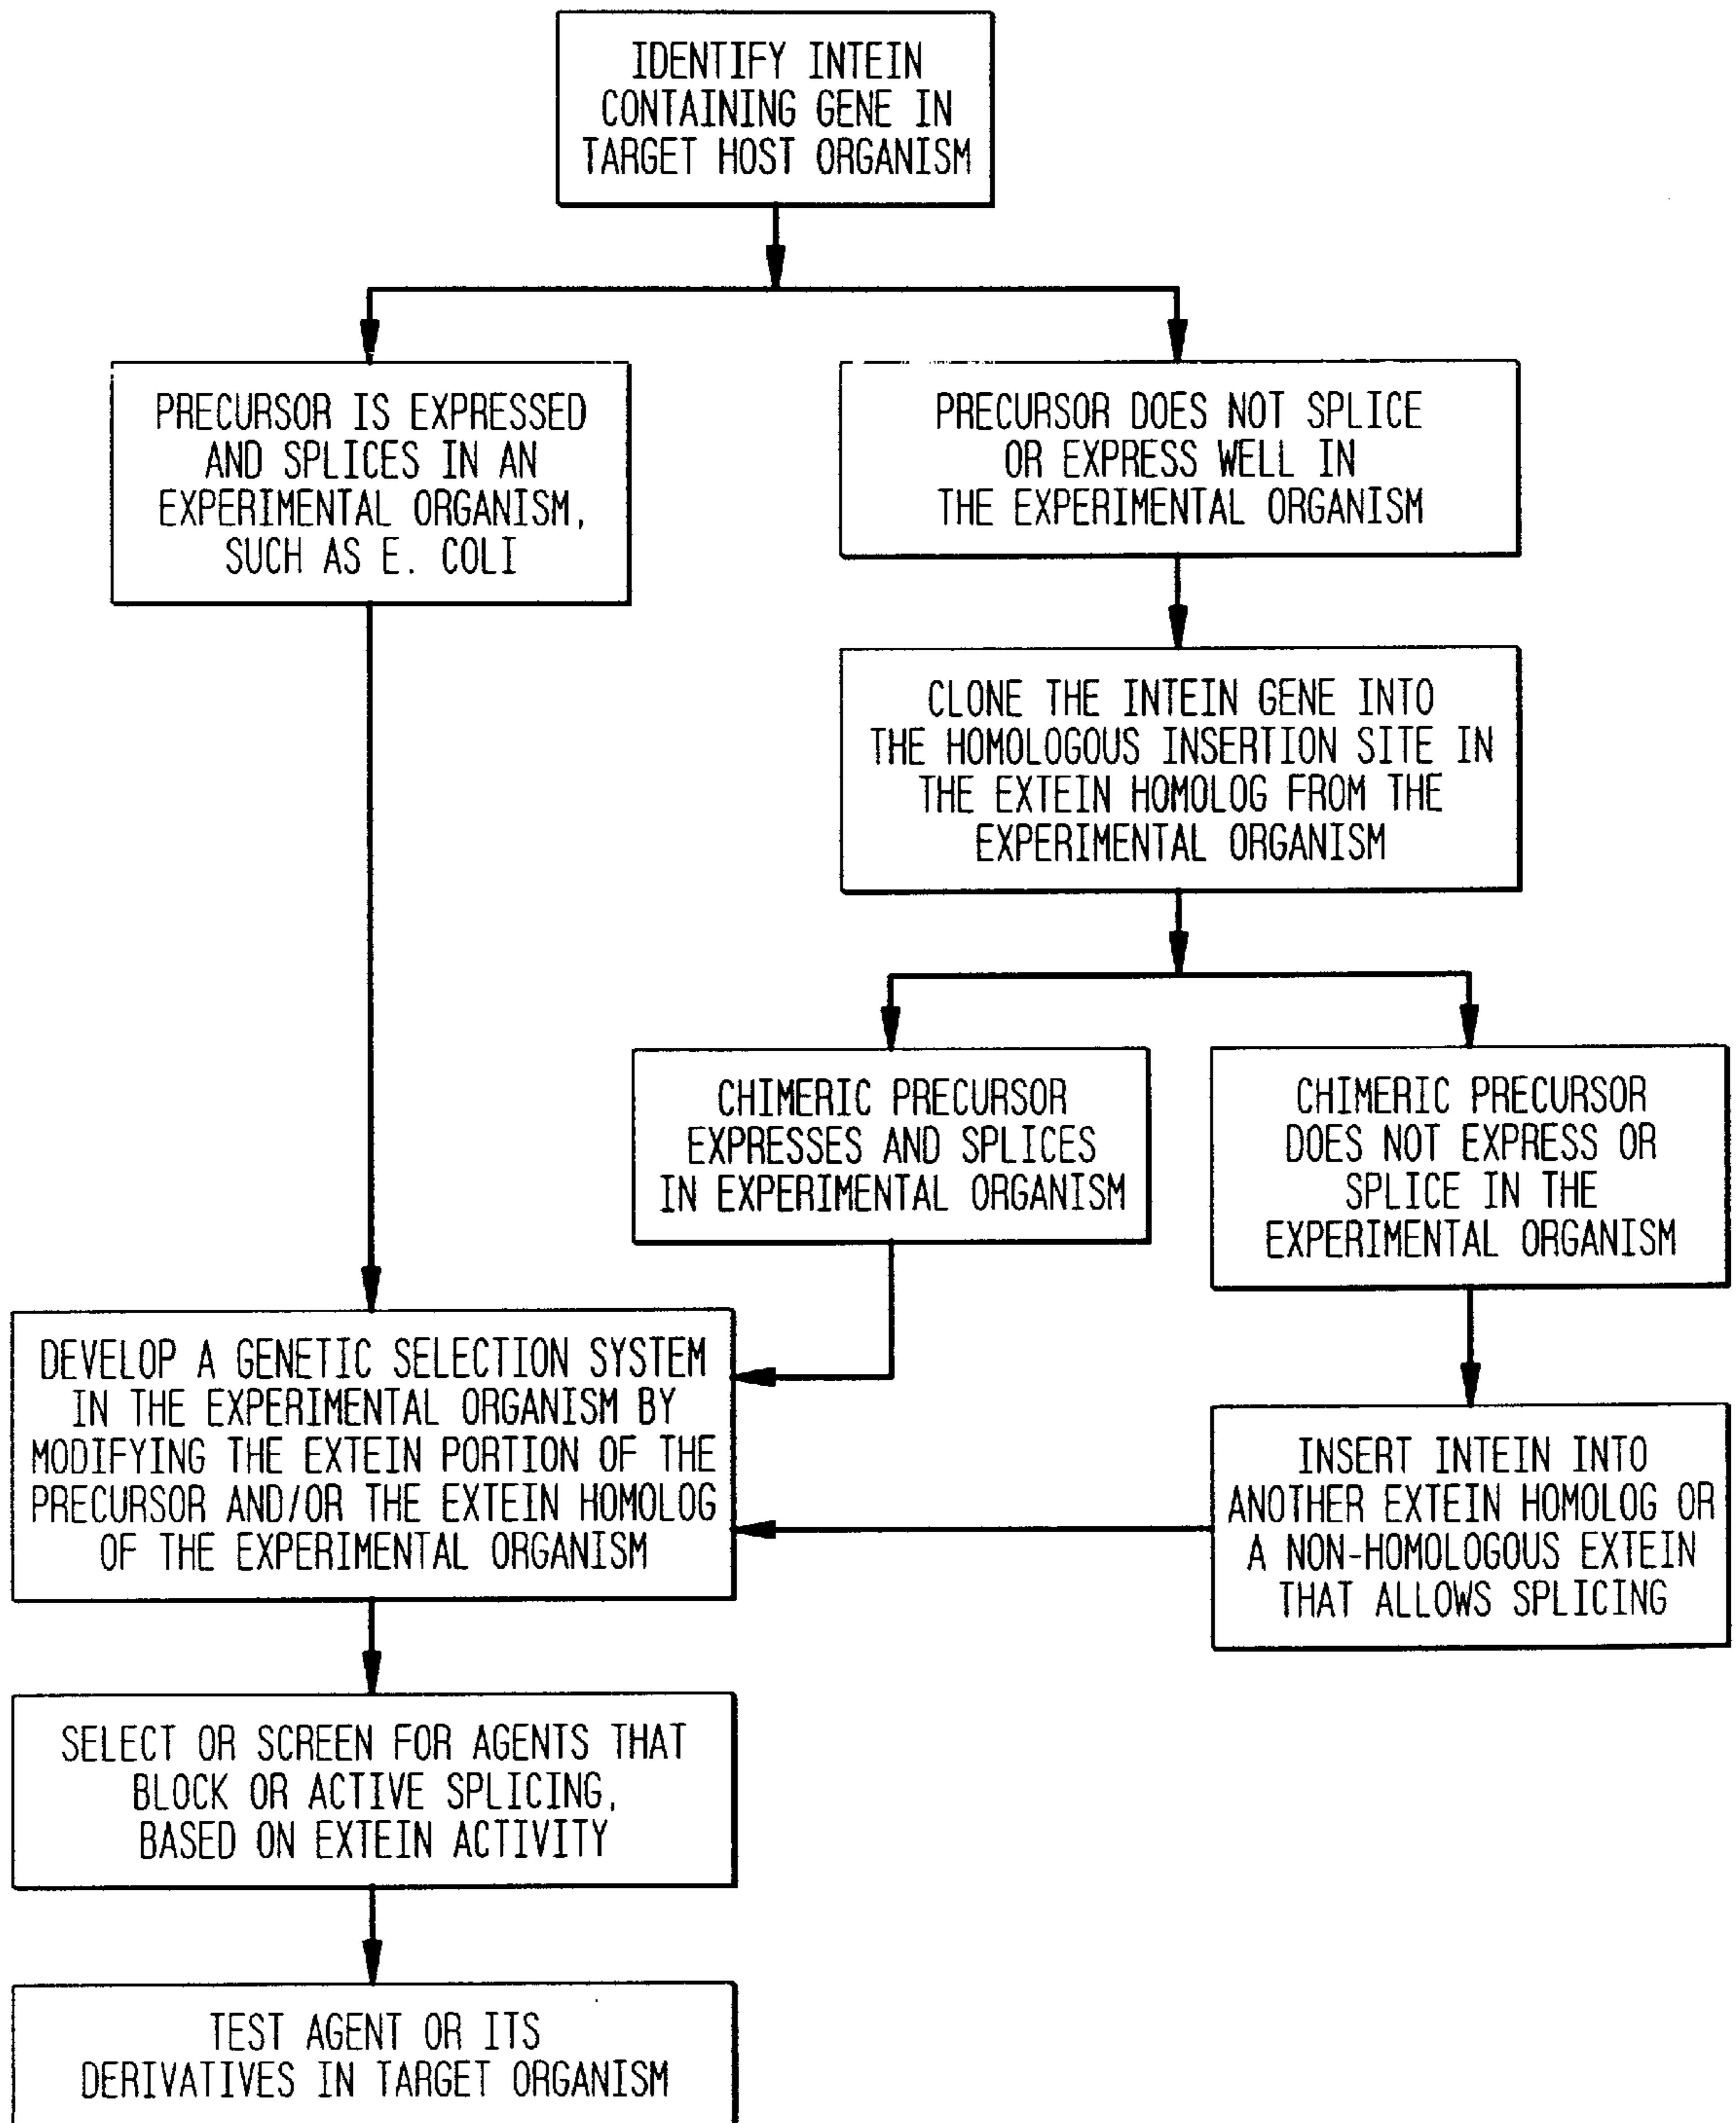 IDENTIFY INTEIN
CONTAINING GENE IN
TARGET HOST ORGANISM
PRECURSOR IS EXPRESSED
AND SPLICES IN AN
EXPERIMENTAL ORGANISM,
SUCH AS E. COLI
PRECURSOR DOES NOT SPLICE
OR EXPRESS WELL IN
THE EXPERIMENTAL ORGANISM
CLONE THE INTEIN GENE INTO
THE HOMOLOGOUS INSERTION SITE IN
THE EXTEIN HOMOLOG FROM THE
EXPERIMENTAL ORGANISM
CHIMERIC PRECURSOR
EXPRESSES AND SPLICES
IN EXPERIMENTAL ORGANISM
CHIMERIC PRECURSOR
DOES NOT EXPRESS OR
SPLICE IN THE
EXPERIMENTAL ORGANISM
DEVELOP A GENETIC SELECTION SYSTEM
IN THE EXPERIMENTAL ORGANISM BY
MODIFYING THE EXTEIN PORTION OF THE
PRECURSOR AND/OR THE EXTEIN HOMOLOG
OF THE EXPERIMENTAL ORGANISM
INSERT INTEIN INTO
ANOTHER EXTEIN HOMOLOG OR
A NON-HOMOLOGOUS EXTEIN
THAT ALLOWS SPLICING
SELECT OR SCREEN FOR AGENTS THAT
BLOCK OR ACTIVE SPLICING,
BASED ON EXTEIN ACTIVITY
TEST AGENT OR ITS
DERIVATIVES IN TARGET ORGANISM